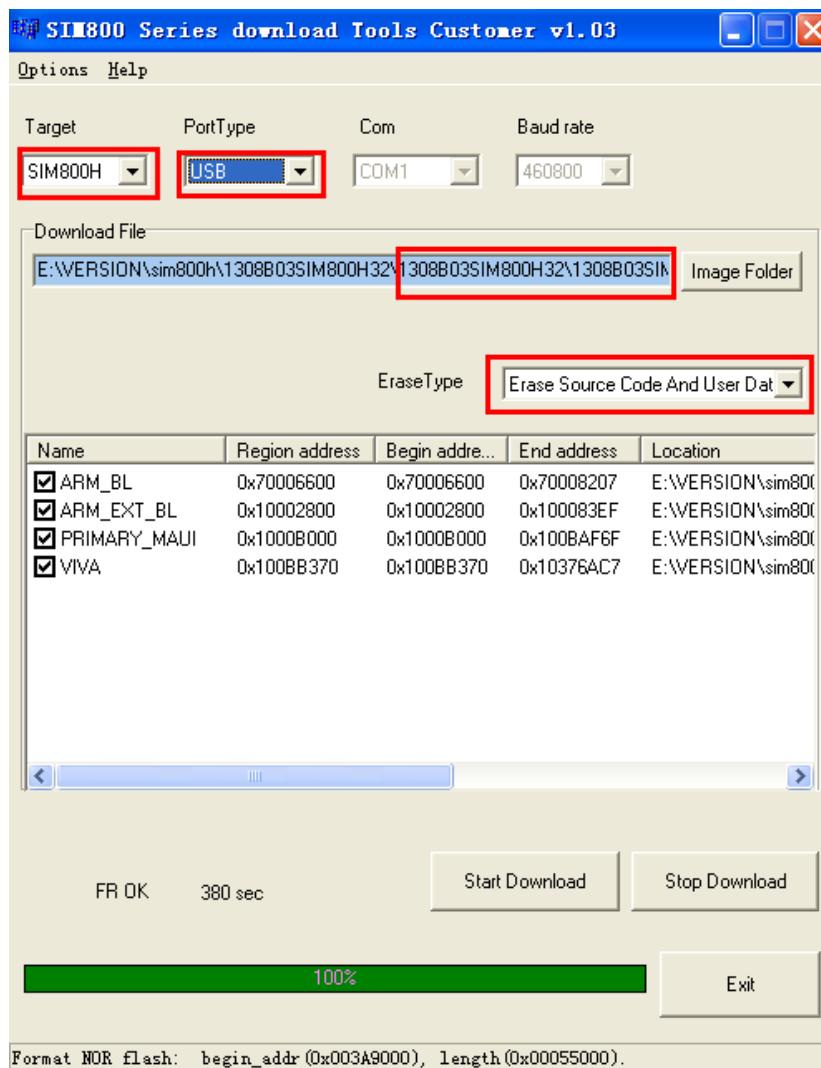 SIM800 Series download Tools Customer v1.03
Options Help
Target PortType Com Baud rate
SIM800H USB COM1 460800
Download File
E:\VERSION\sim800h\1308B03SIM800H32\1308B03SIM800H32\1308B03SIM Image Folder
EraseType Erase Source Code And User Dat
Name Region address Begin addre... End address Location
ARM_BL 0x70006600 0x70006600 0x70008207 E:\VERSION\sim800
ARM_EXT_BL 0x10002800 0x10002800 0x100083EF E:\VERSION\sim800
PRIMARY_MAUI 0x1000B000 0x1000B000 0x100BAF6F E:\VERSION\sim800
VIVA 0x100BB370 0x100BB370 0x10376AC7 E:\VERSION\sim800
FR OK 380 sec Start Download Stop Download
100% Exit
Format NOR flash: begin_addr(0x003A9000), length(0x00055000).